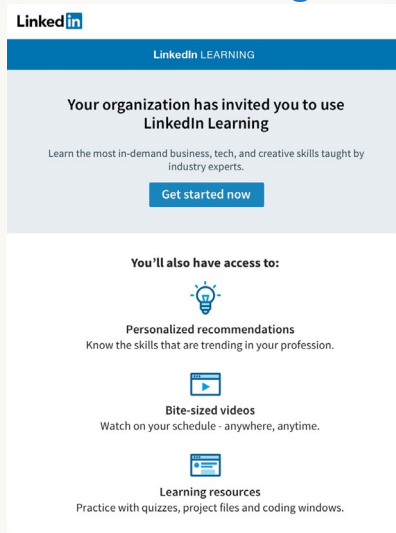 LinkedIn
LinkedIn LEARNING
Your organization has invited you to use
LinkedIn Learning
Learn the most in-demand business, tech, and creative skills taught by
industry experts.
Get started now
You'll also have access to:
Personalized recommendations
Know the skills that are trending in your profession.
Bite-sized videos
Watch on your schedule - anywhere, anytime.
Learning resources
Practice with quizzes, project files and coding windows.